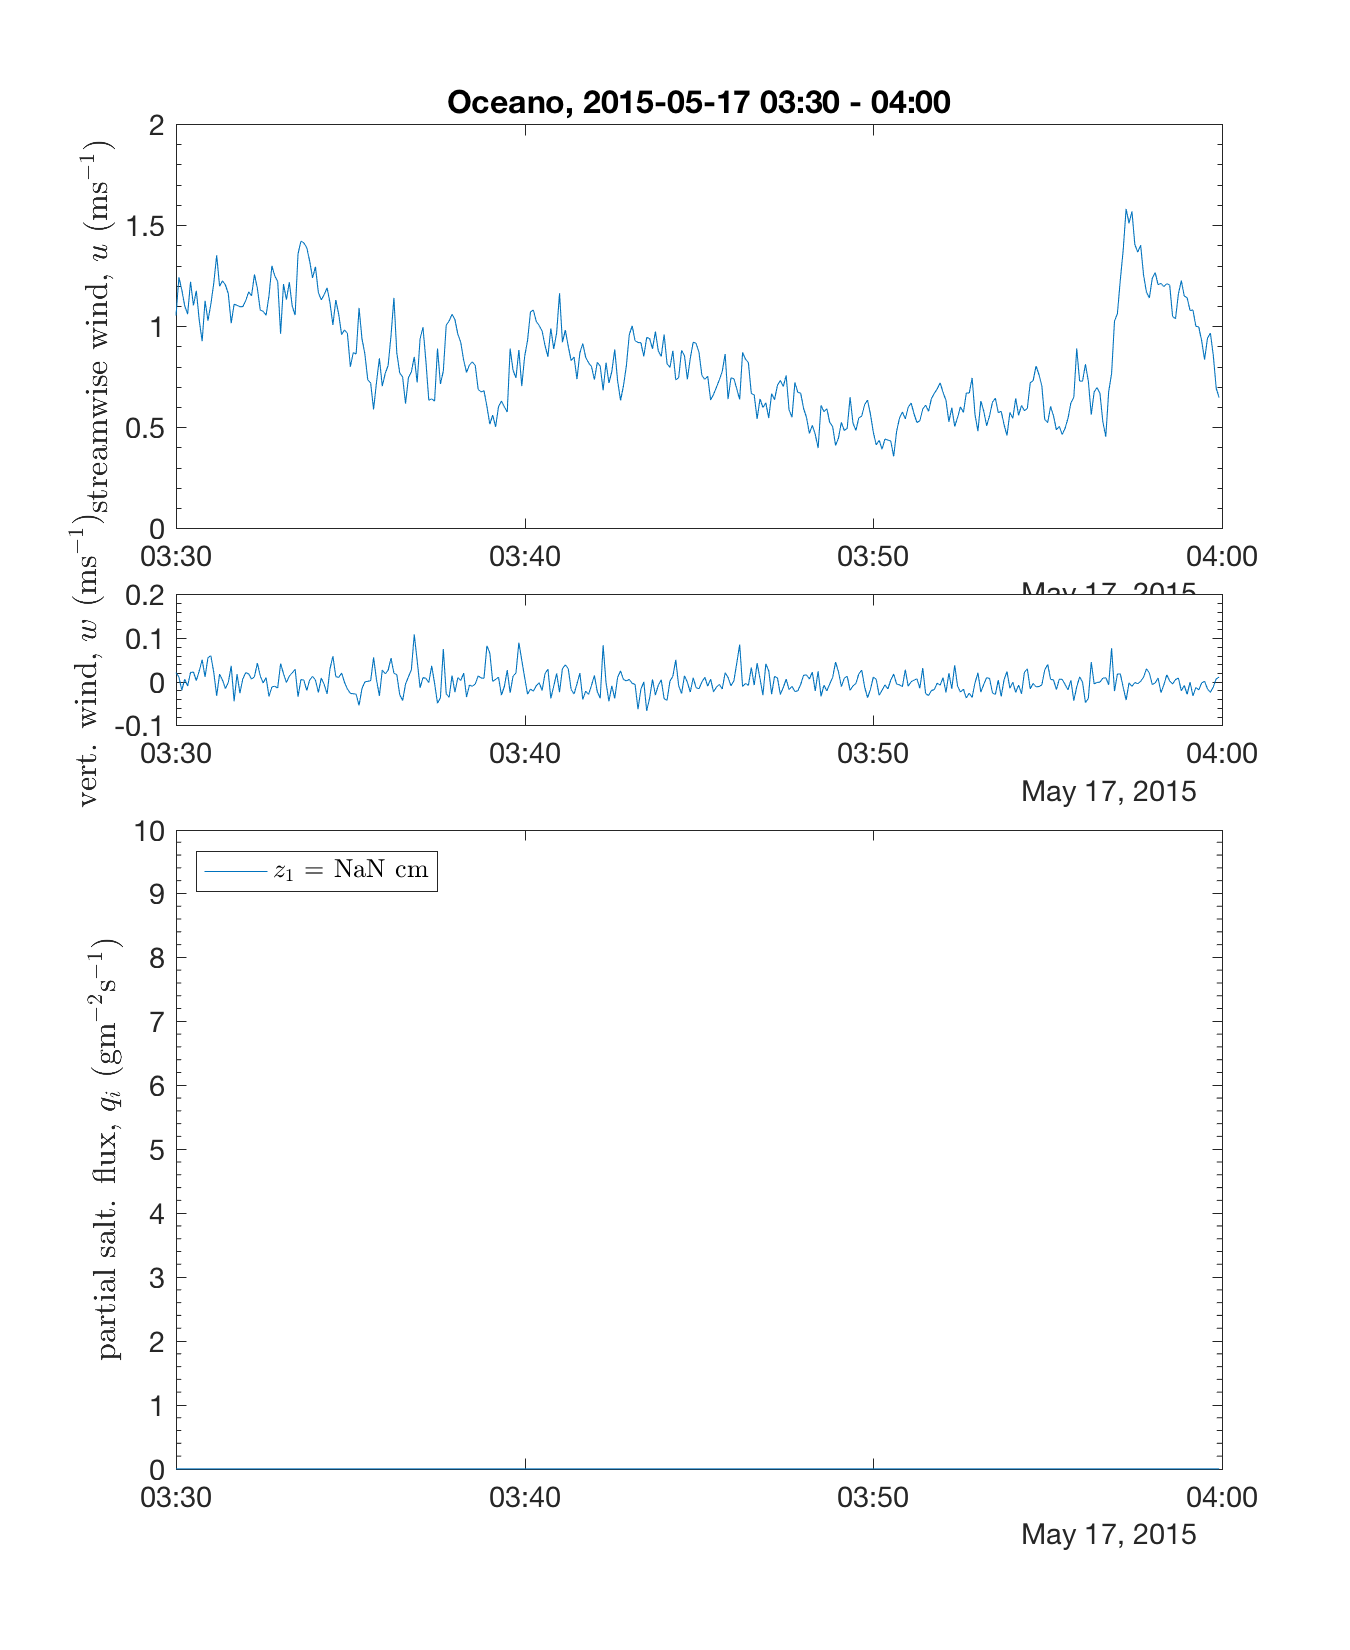 Oceano, 2015-05-17 03:30 - 04:00
streamwise wind, u (ms⁻¹)
2
1.5
1
0.5
0
03:30 03:40 03:50 04:00
May 17, 2015
vert. wind, w (ms⁻¹)
0.2
0.1
0
-0.1
03:30 03:40 03:50 04:00
May 17, 2015
partial salt. flux, qᵢ (gm⁻²s⁻¹)
10
9
8
7
6
5
4
3
2
1
0
z₁ = NaN cm
03:30 03:40 03:50 04:00
May 17, 2015